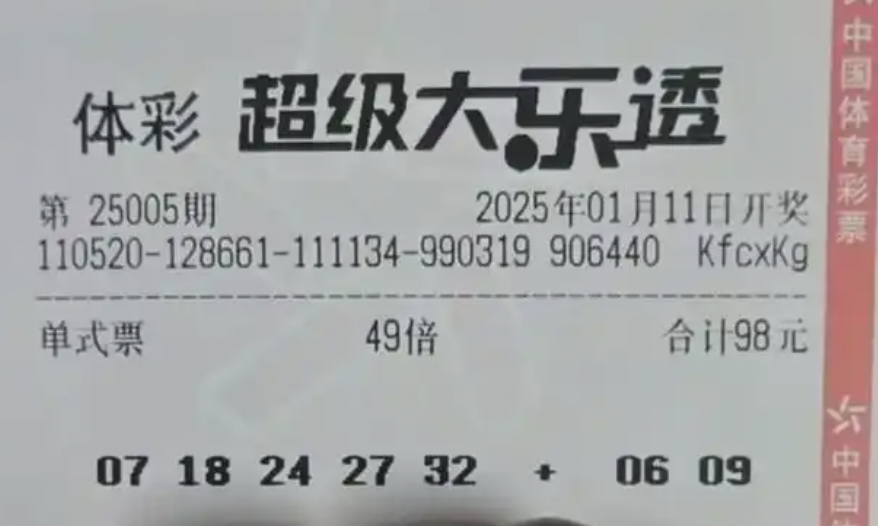 体彩 超级大乐透
第 25005期 2025年01月11日开奖
110520-128661-111134-990319 906440 KfcxKg
单式票 49倍 合计98元
07 18 24 27 32 + 06 09
中国体育彩票
中国